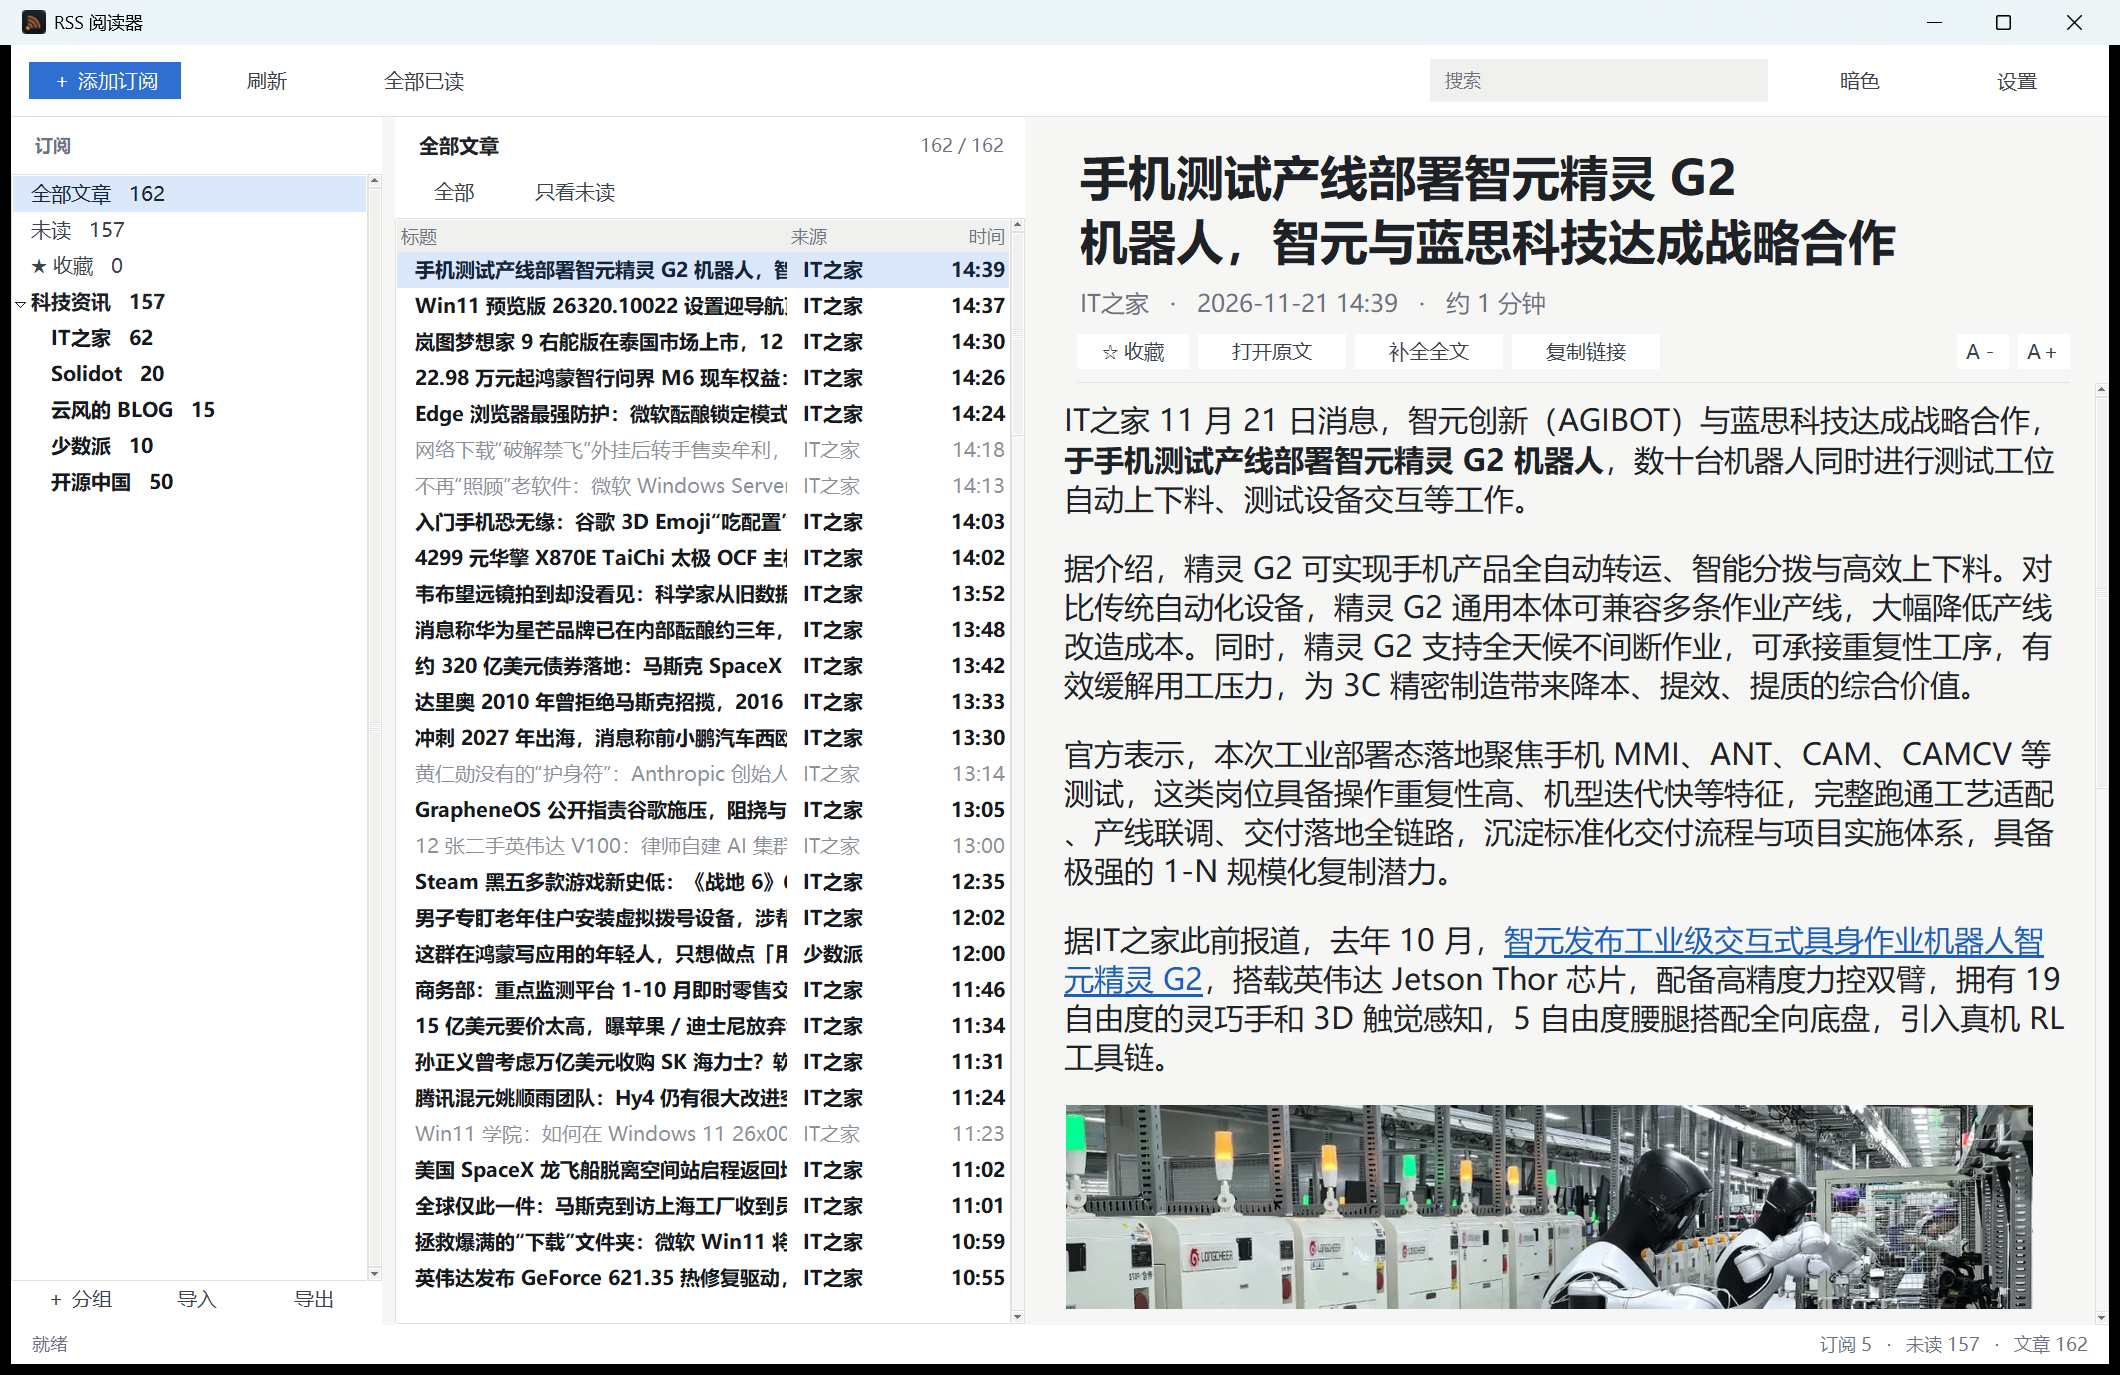 RSS 阅读器
+ 添加订阅
刷新
全部已读
搜索
暗色
设置
订阅
全部文章 162
未读 157
★ 收藏 0
科技资讯 157
IT之家 62
Solidot 20
云风的 BLOG 15
少数派 10
开源中国 50
+ 分组
导入
导出
全部文章
162 / 162
全部
只看未读
标题 来源 时间
手机测试产线部署智元精灵 G2 机器人，智 IT之家 14:39
Win11 预览版 26320.10022 设置迎导航 IT之家 14:37
岚图梦想家 9 右舵版在泰国市场上市，12 IT之家 14:30
22.98 万元起鸿蒙智行问界 M6 现车权益： IT之家 14:26
Edge 浏览器最强防护：微软酝酿锁定模式 IT之家 14:24
网络下载“破解禁飞”外挂后转手售卖牟利， IT之家 14:18
不再“照顾”老软件：微软 Windows Server IT之家 14:13
入门手机恐无缘：谷歌 3D Emoji“吃配置” IT之家 14:03
4299 元华擎 X870E TaiChi 太极 OCF 主 IT之家 14:02
韦布望远镜拍到却没看见：科学家从旧数据 IT之家 13:52
消息称华为星芒品牌已在内部酝酿约三年， IT之家 13:48
约 320 亿美元债券落地：马斯克 SpaceX IT之家 13:42
达里奥 2010 年曾拒绝马斯克招揽，2016 IT之家 13:33
冲刺 2027 年出海，消息称前小鹏汽车西欧 IT之家 13:30
黄仁勋没有的“护身符”：Anthropic 创始人 IT之家 13:14
GrapheneOS 公开指责谷歌施压，阻挠与 IT之家 13:05
12 张二手英伟达 V100：律师自建 AI 集群 IT之家 13:00
Steam 黑五多款游戏新史低：《战地 6》 IT之家 12:35
男子专盯老年住户安装虚拟拨号设备，涉帮 IT之家 12:02
这群在鸿蒙写应用的年轻人，只想做点「用 少数派 12:00
商务部：重点监测平台 1-10 月即时零售交 IT之家 11:46
15 亿美元要价太高，曝苹果 / 迪士尼放弃 IT之家 11:34
孙正义曾考虑万亿美元收购 SK 海力士？软 IT之家 11:31
腾讯混元姚顺雨团队：Hy4 仍有很大改进空 IT之家 11:24
Win11 学院：如何在 Windows 11 26x00 IT之家 11:23
美国 SpaceX 龙飞船脱离空间站启程返回地 IT之家 11:02
全球仅此一件：马斯克到访上海工厂收到员 IT之家 11:01
拯救爆满的“下载”文件夹：微软 Win11 将 IT之家 10:59
英伟达发布 GeForce 621.35 热修复驱动， IT之家 10:55
手机测试产线部署智元精灵 G2
机器人，智元与蓝思科技达成战略合作
IT之家 · 2026-11-21 14:39 · 约 1 分钟
☆ 收藏
打开原文
补全全文
复制链接
A -
A +
IT之家 11 月 21 日消息，智元创新（AGIBOT）与蓝思科技达成战略合作，
于手机测试产线部署智元精灵 G2 机器人，数十台机器人同时进行测试工位
自动上下料、测试设备交互等工作。
据介绍，精灵 G2 可实现手机产品全自动转运、智能分拨与高效上下料。对
比传统自动化设备，精灵 G2 通用本体可兼容多条作业产线，大幅降低产线
改造成本。同时，精灵 G2 支持全天候不间断作业，可承接重复性工序，有
效缓解用工压力，为 3C 精密制造带来降本、提效、提质的综合价值。
官方表示，本次工业部署态落地聚焦手机 MMI、ANT、CAM、CAMCV 等
测试，这类岗位具备操作重复性高、机型迭代快等特征，完整跑通工艺适配
、产线联调、交付落地全链路，沉淀标准化交付流程与项目实施体系，具备
极强的 1-N 规模化复制潜力。
据IT之家此前报道，去年 10 月，智元发布工业级交互式具身作业机器人智
元精灵 G2，搭载英伟达 Jetson Thor 芯片，配备高精度力控双臂，拥有 19
自由度的灵巧手和 3D 触觉感知，5 自由度腰腿搭配全向底盘，引入真机 RL
工具链。
LONGCHEER
LONGCHEER
LONGCHEER
就绪
订阅 5 · 未读 157 · 文章 162